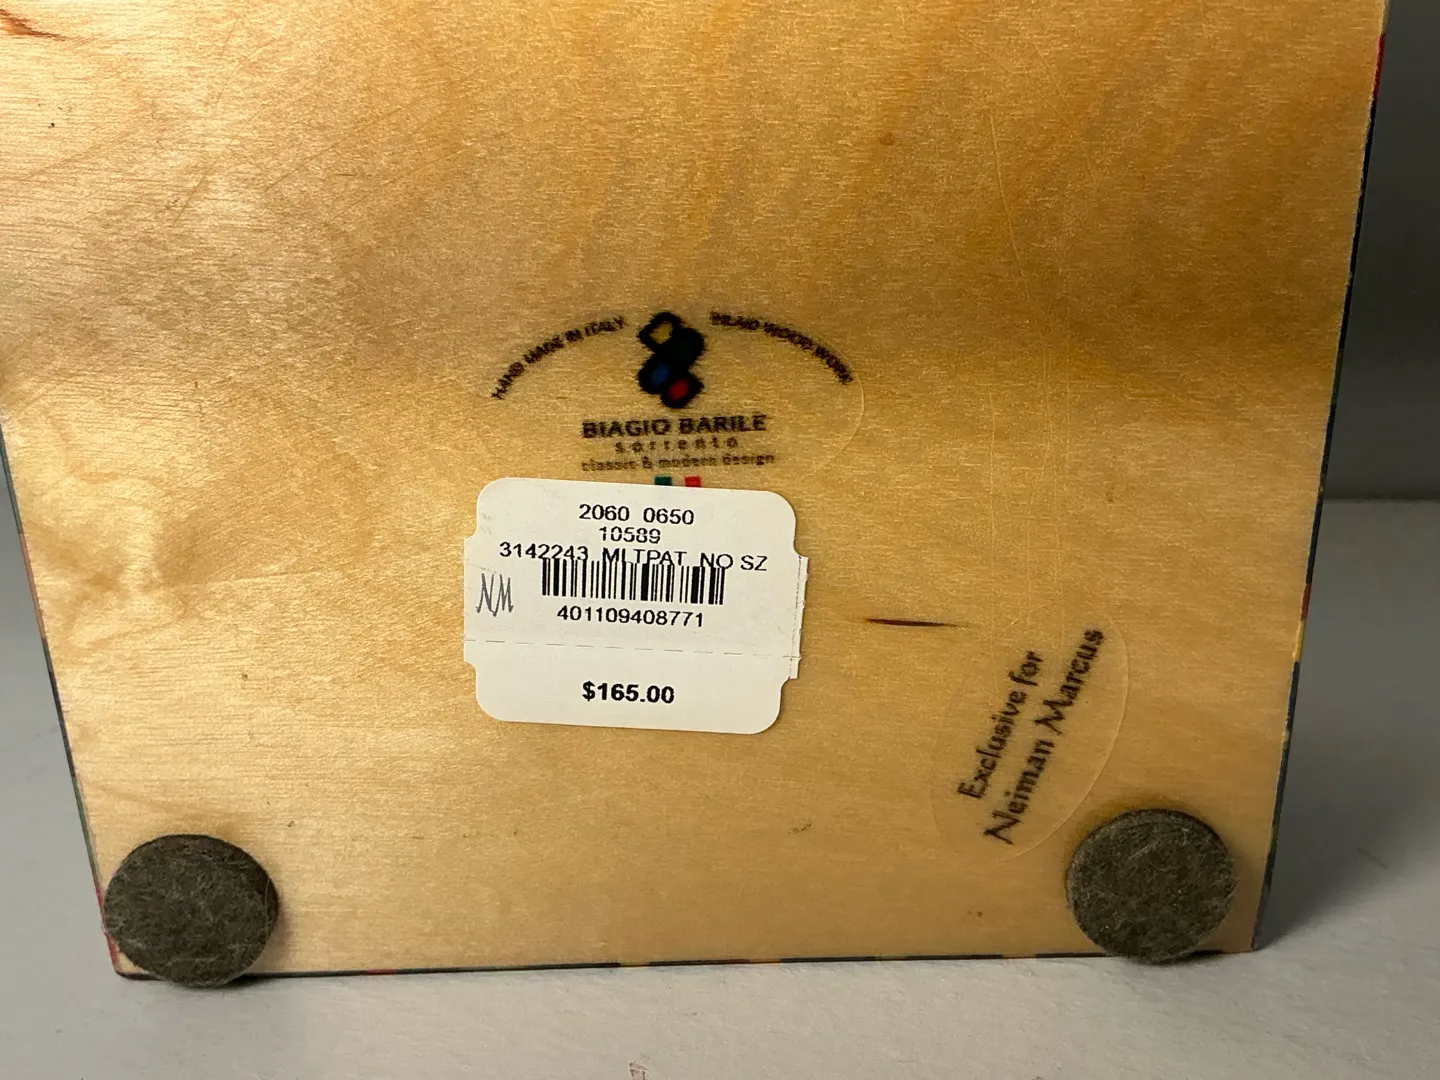 HAND MADE IN ITALY
INLAID WOOD WORK
BIAGIO BARILE
sorrento
classic & modern design
2060 0650
10589
3142243 MLTPAT NO SZ
NM
401109408771
$165.00
Exclusive for
Neiman Marcus